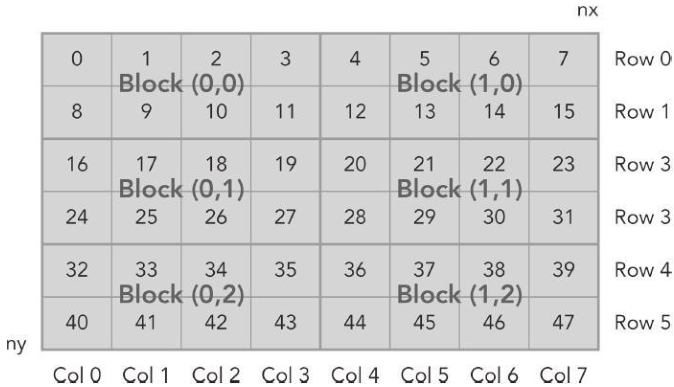 nx
0 1 2 3 4 5 6 7 Row 0
Block (0,0) Block (1,0)
8 9 10 11 12 13 14 15 Row 1
16 17 18 19 20 21 22 23 Row 3
Block (0,1) Block (1,1)
24 25 26 27 28 29 30 31 Row 3
32 33 34 35 36 37 38 39 Row 4
Block (0,2) Block (1,2)
40 41 42 43 44 45 46 47 Row 5
ny
Col 0 Col 1 Col 2 Col 3 Col 4 Col 5 Col 6 Col 7